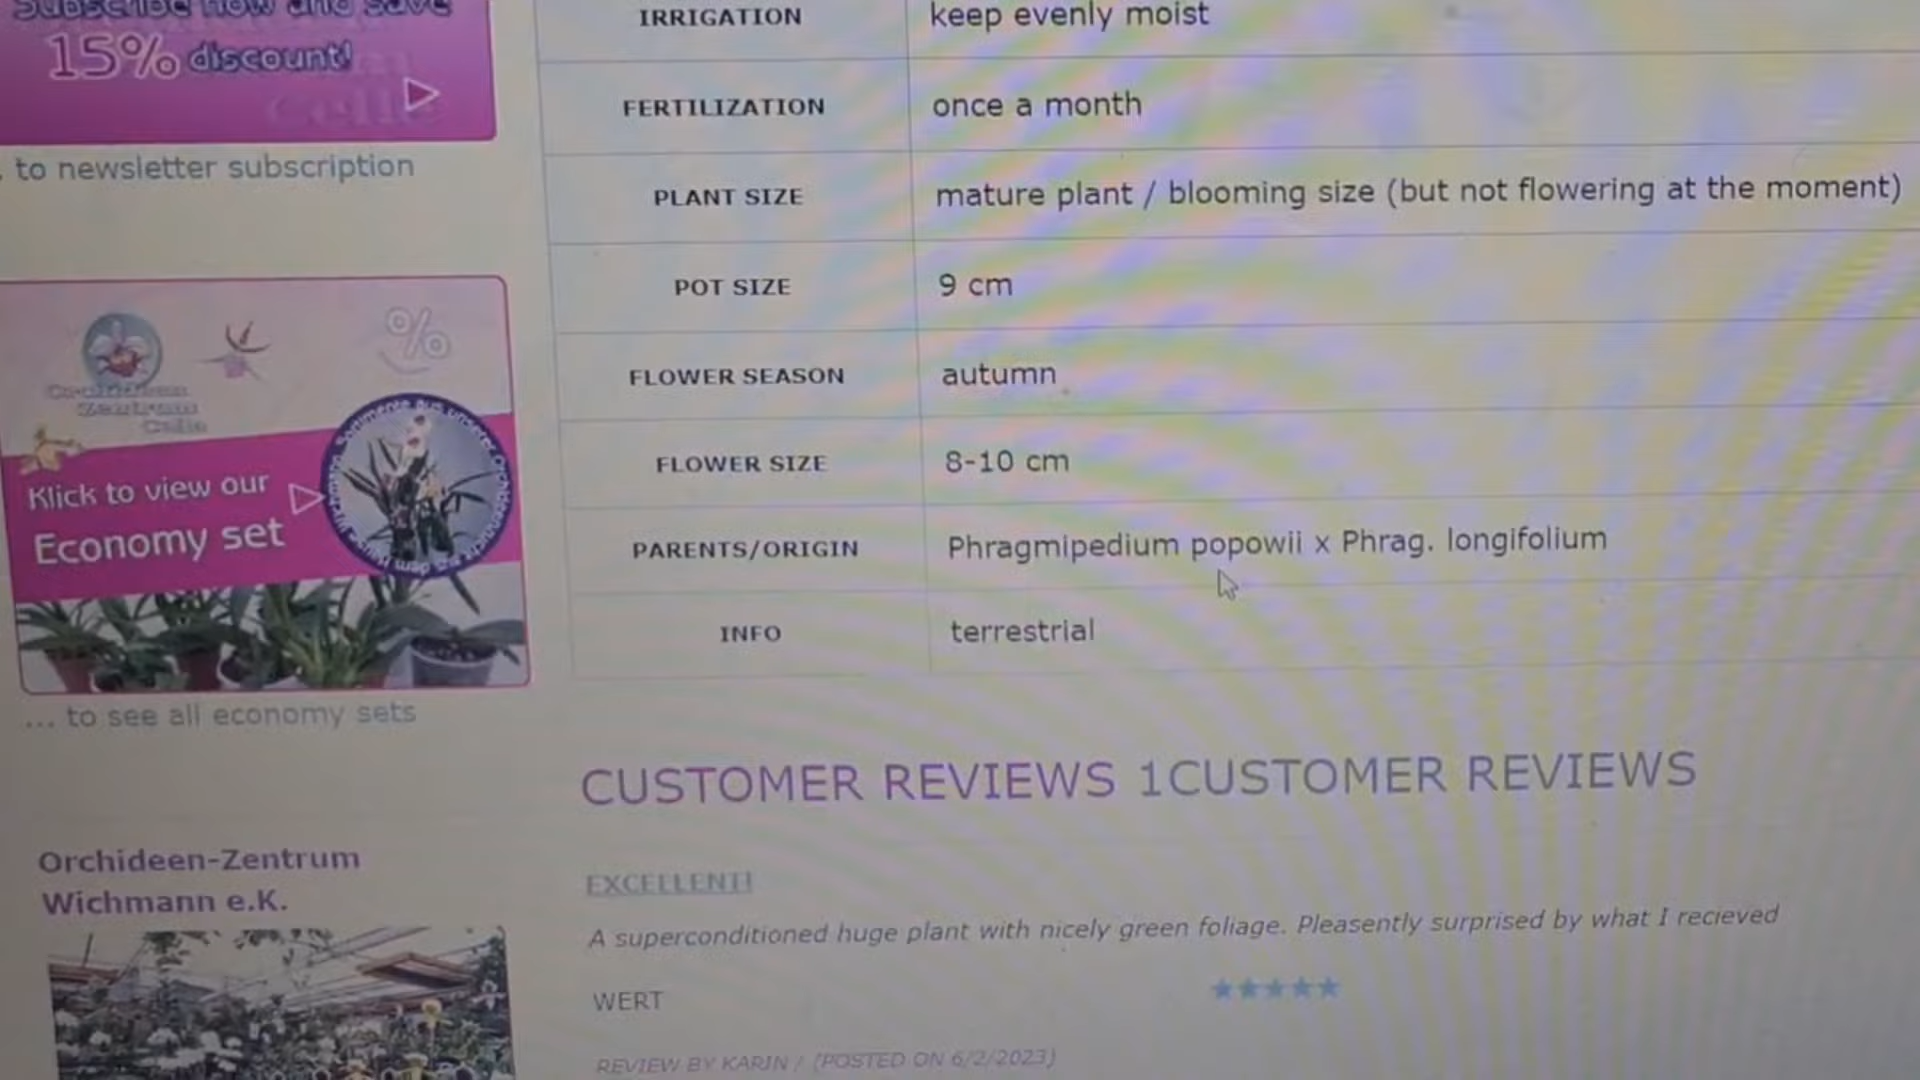 Subscribe now and save
15% discount!
. to newsletter subscription
Klick to view our
Economy set
... to see all economy sets
Orchideen-Zentrum
Wichmann e.K.
IRRIGATION keep evenly moist
FERTILIZATION once a month
PLANT SIZE mature plant / blooming size (but not flowering at the moment)
POT SIZE 9 cm
FLOWER SEASON autumn
FLOWER SIZE 8-10 cm
PARENTS/ORIGIN Phragmipedium popowii x Phrag. longifolium
INFO terrestrial
CUSTOMER REVIEWS 1CUSTOMER REVIEWS
EXCELLENT!
A superconditioned huge plant with nicely green foliage. Pleasently surprised by what I recieved
WERT
REVIEW BY KARIN / (POSTED ON 6/2/2023)